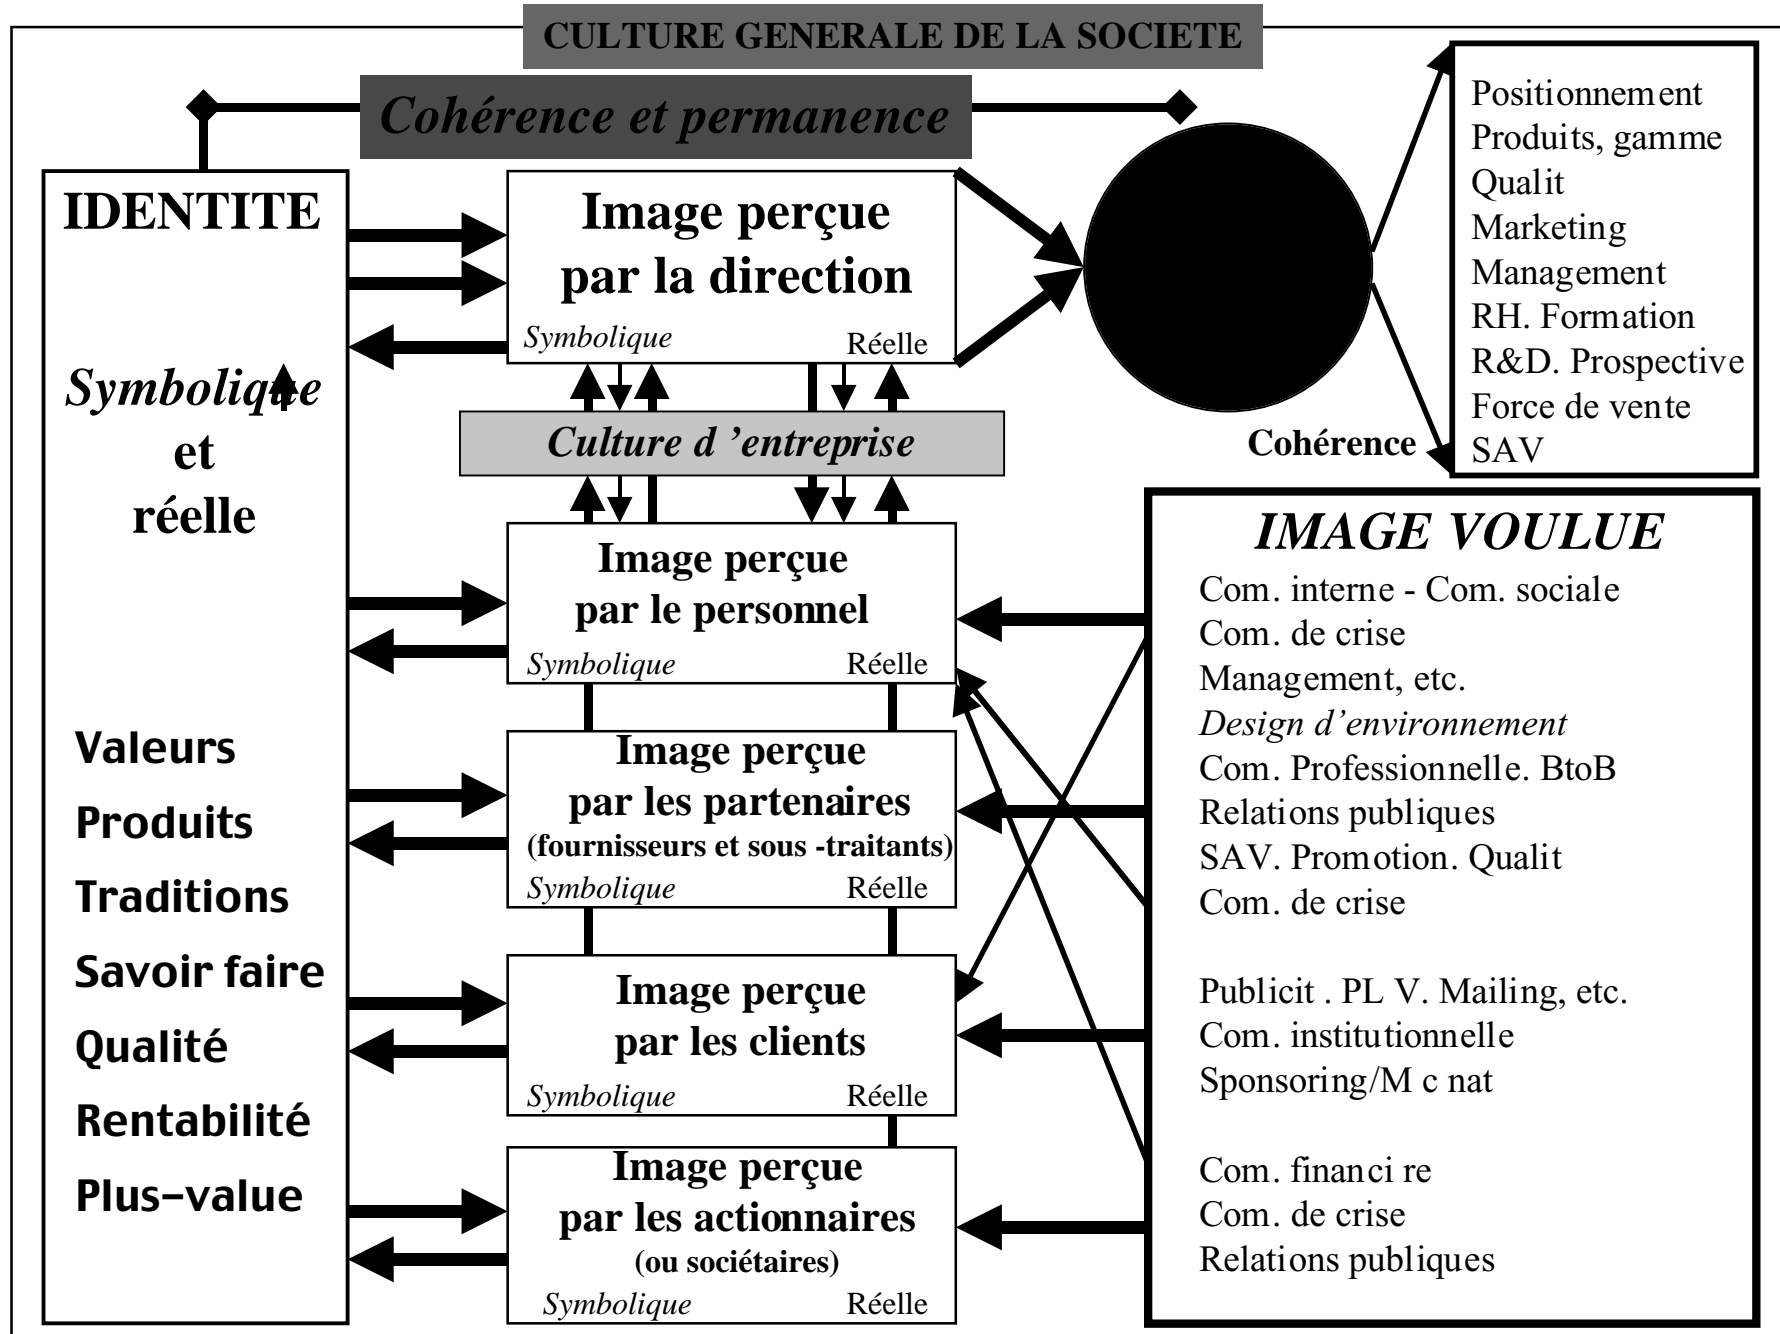 CULTURE GENERALE DE LA SOCIETE
Cohérence et permanence
IDENTITE
Symbolique
et
réelle
Valeurs
Produits
Traditions
Savoir faire
Qualité
Rentabilité
Plus-value
Image perçue
par la direction
Symbolique Réelle
Culture d ’entreprise
Image perçue
par le personnel
Symbolique Réelle
Image perçue
par les partenaires
(fournisseurs et sous -traitants)
Symbolique Réelle
Image perçue
par les clients
Symbolique Réelle
Image perçue
par les actionnaires
(ou sociétaires)
Symbolique Réelle
Cohérence
Positionnement
Produits, gamme
Qualit
Marketing
Management
RH. Formation
R&D. Prospective
Force de vente
SAV
IMAGE VOULUE
Com. interne - Com. sociale
Com. de crise
Management, etc.
Design d’environnement
Com. Professionnelle. BtoB
Relations publiques
SAV. Promotion. Qualit
Com. de crise
Publicit . PL V. Mailing, etc.
Com. institutionnelle
Sponsoring/M c nat
Com. financi re
Com. de crise
Relations publiques